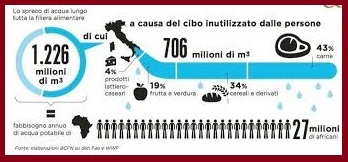 Lo spreco di acqua lungo
tutta la filiera alimentare
1.226
milioni
di m³
di cui
a causa del cibo inutilizzato dalle persone
706 milioni di m³
43%
carne
4%
prodotti
lattiero-
caseari
19%
frutta e verdura
34%
cereali e derivati
=
fabbisogno annuo
di acqua potabile di
27 milioni
di africani
Fonte: elaborazioni BCFN su dati Fao e WWF